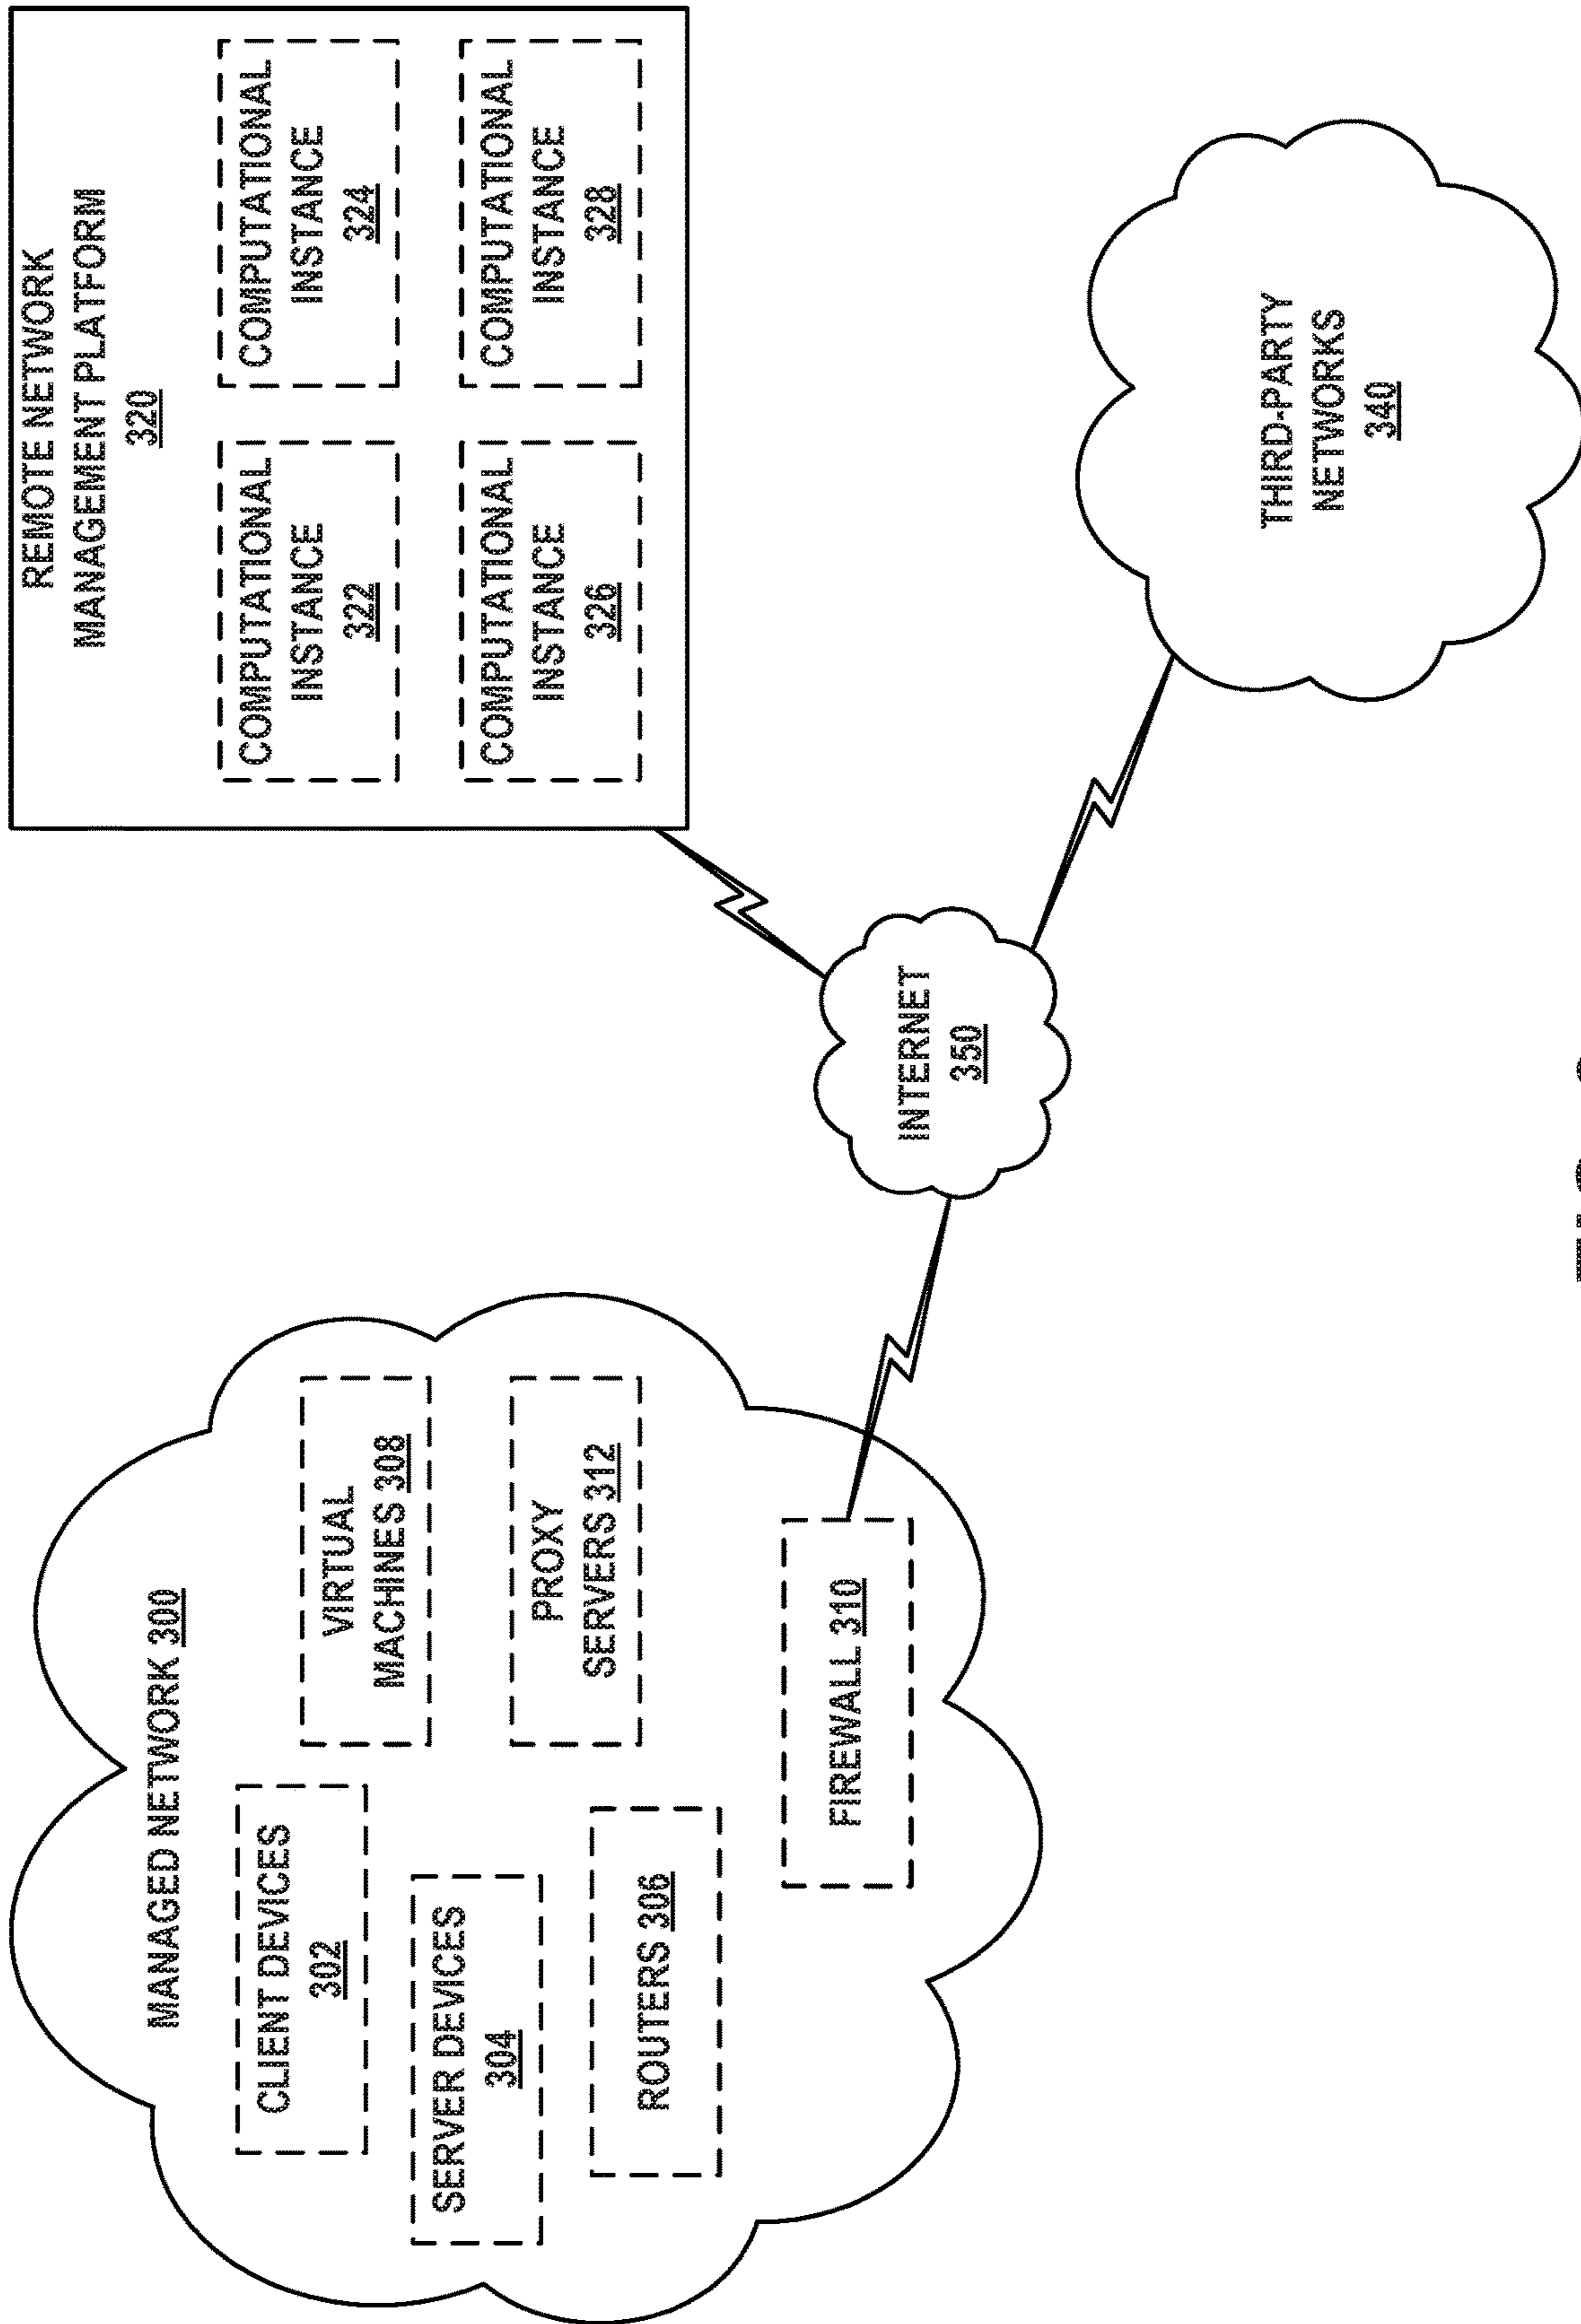 MANAGED NETWORK 300
CLIENT DEVICES
302
SERVER DEVICES
304
ROUTERS 306
VIRTUAL
MACHINES 308
PROXY
SERVERS 312
FIREWALL 310
INTERNET
350
REMOTE NETWORK
MANAGEMENT PLATFORM
320
COMPUTATIONAL
INSTANCE
322
COMPUTATIONAL
INSTANCE
324
COMPUTATIONAL
INSTANCE
326
COMPUTATIONAL
INSTANCE
328
THIRD-PARTY
NETWORKS
340